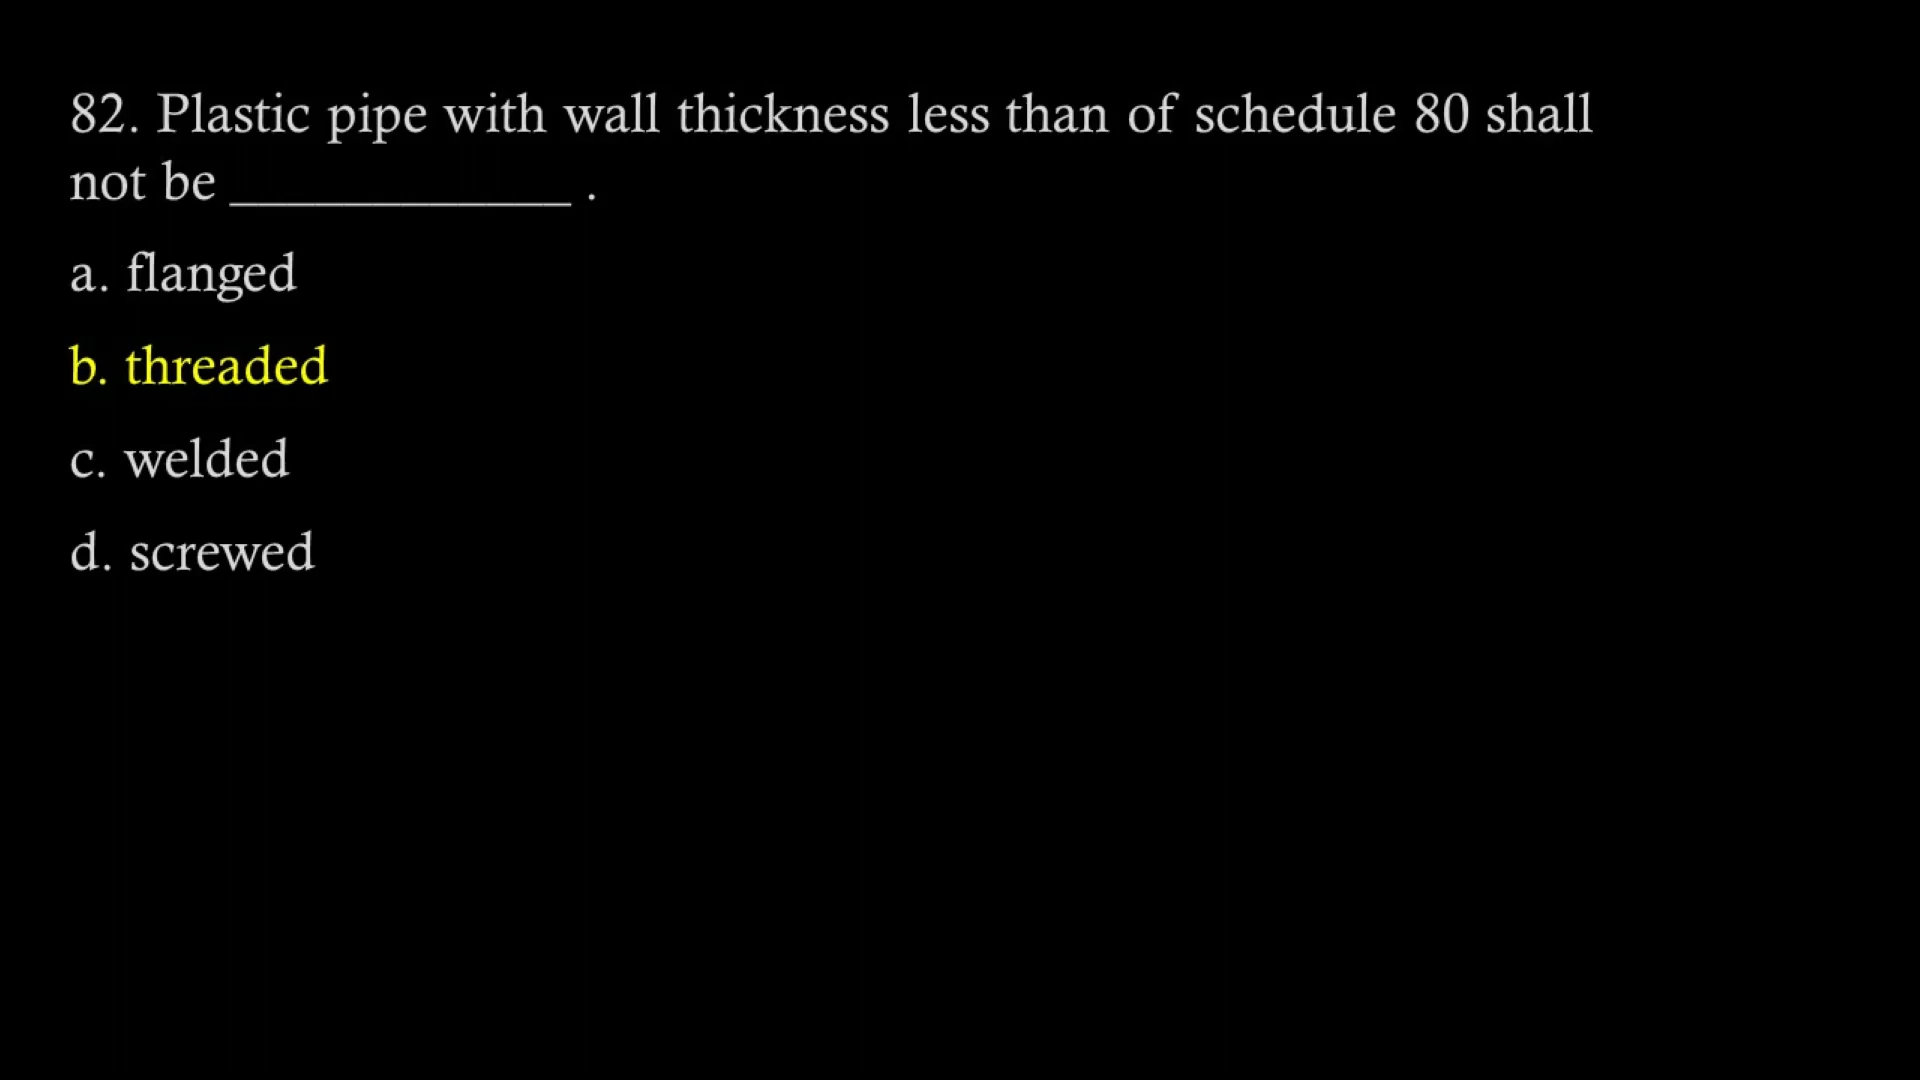 82. Plastic pipe with wall thickness less than of schedule 80 shall
not be ____________ .
a. flanged
b. threaded
c. welded
d. screwed